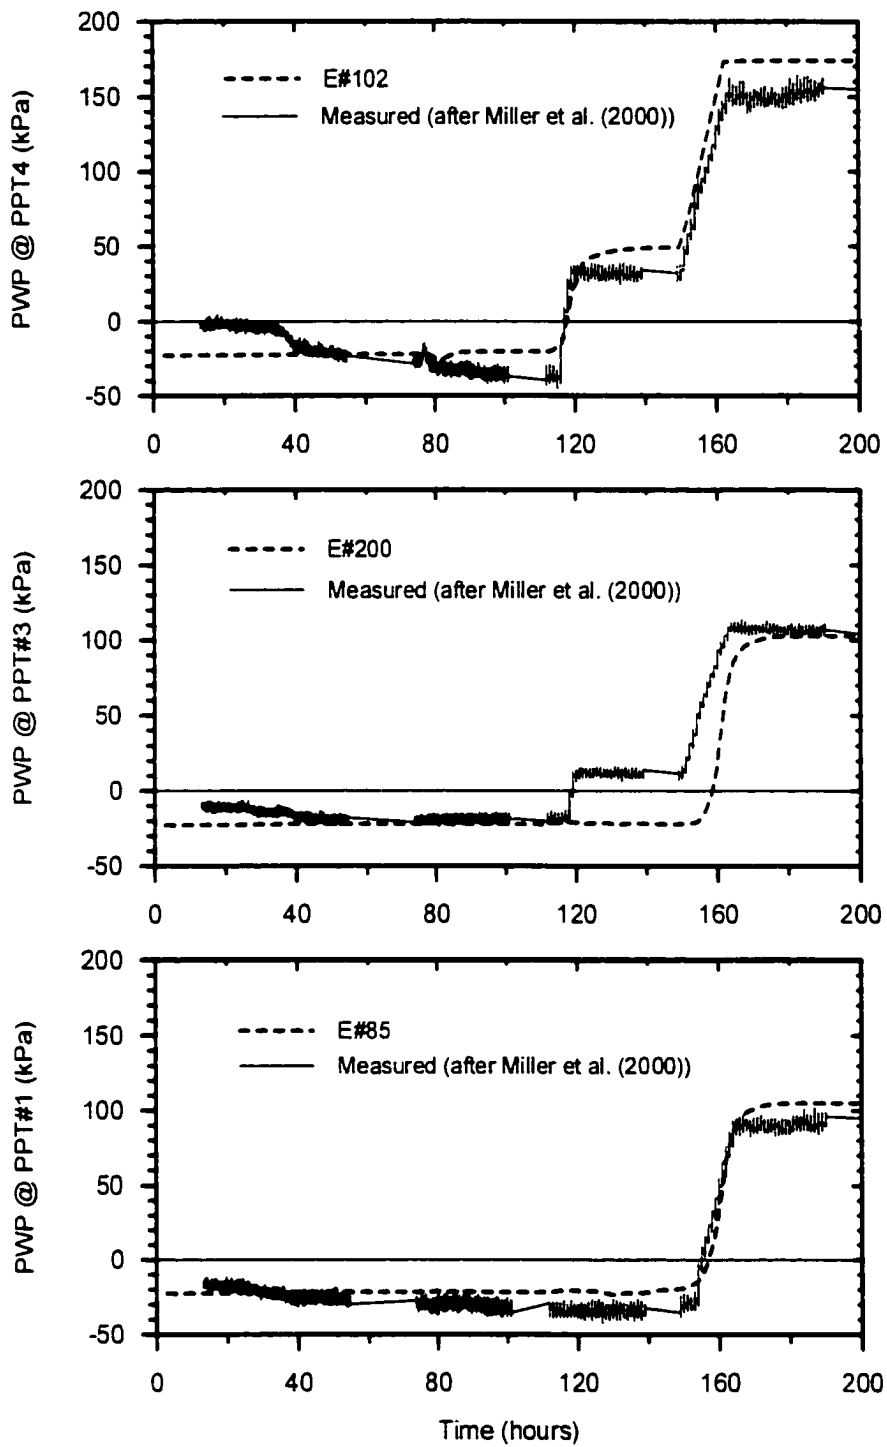 200
150
100
50
0
-50
PWP @ PPT4 (kPa)
E#102
Measured (after Miller et al. (2000))
0 40 80 120 160 200
200
150
100
50
0
-50
PWP @ PPT#3 (kPa)
E#200
Measured (after Miller et al. (2000))
0 40 80 120 160 200
200
150
100
50
0
-50
PWP @ PPT#1 (kPa)
E#85
Measured (after Miller et al. (2000))
0 40 80 120 160 200
Time (hours)